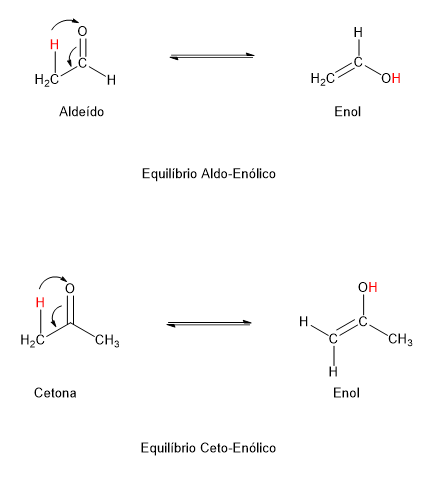 H O H
H₂C C H H₂C C OH
Aldeído Enol
Equilíbrio Aldo-Enólico
H O OH
H₂C CH₃ H C C CH₃ H
Cetona Enol
Equilíbrio Ceto-Enólico